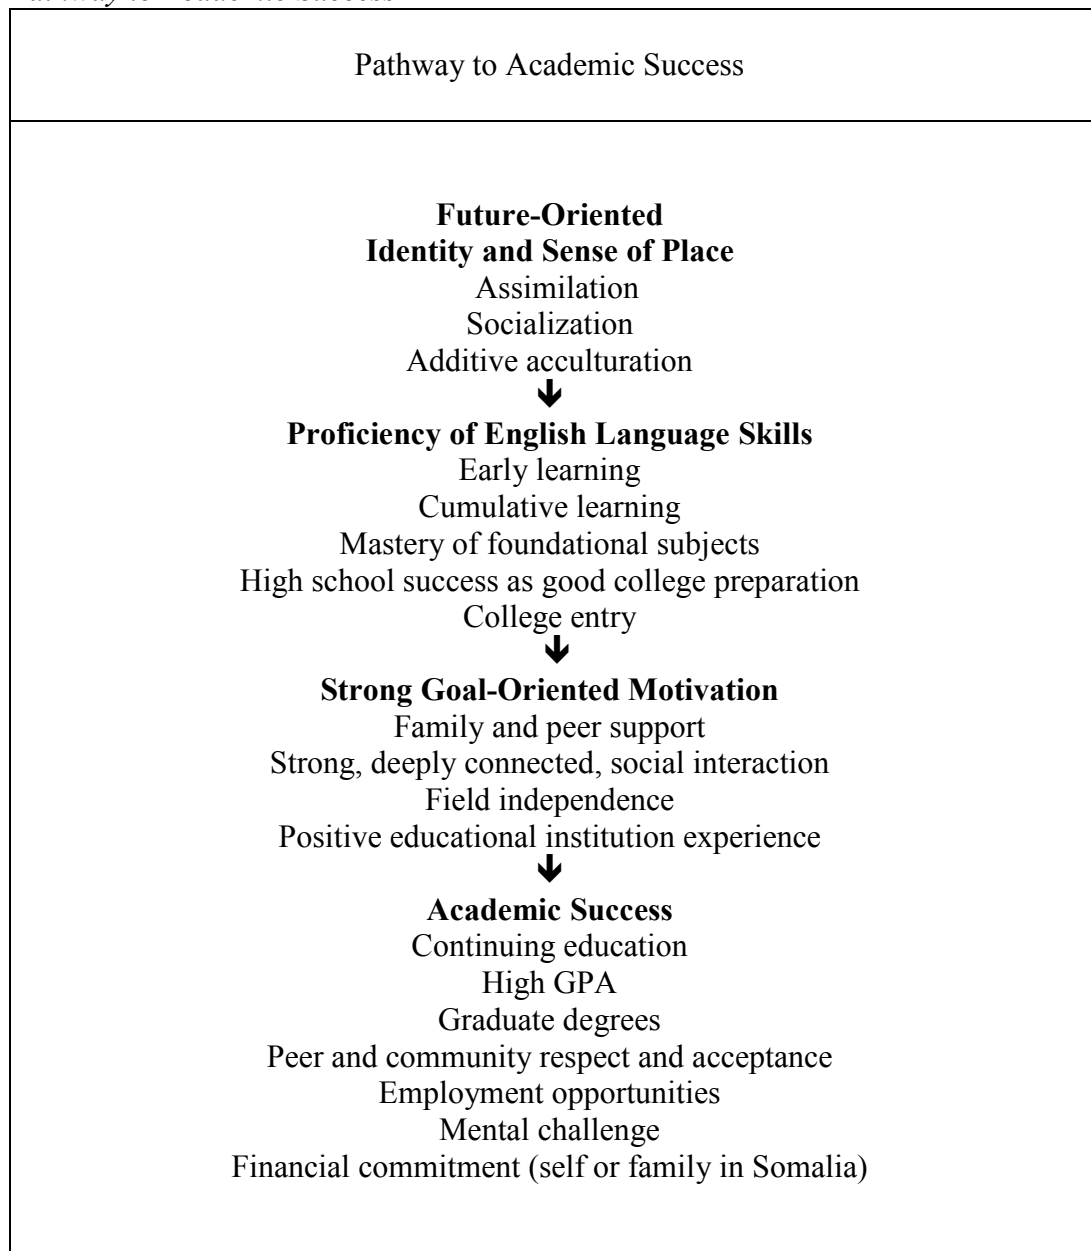 Pathway to Academic Success
Pathway to Academic Success
Future-Oriented
Identity and Sense of Place
Assimilation
Socialization
Additive acculturation
🡻
Proficiency of English Language Skills
Early learning
Cumulative learning
Mastery of foundational subjects
High school success as good college preparation
College entry
🡻
Strong Goal-Oriented Motivation
Family and peer support
Strong, deeply connected, social interaction
Field independence
Positive educational institution experience
🡻
Academic Success
Continuing education
High GPA
Graduate degrees
Peer and community respect and acceptance
Employment opportunities
Mental challenge
Financial commitment (self or family in Somalia)